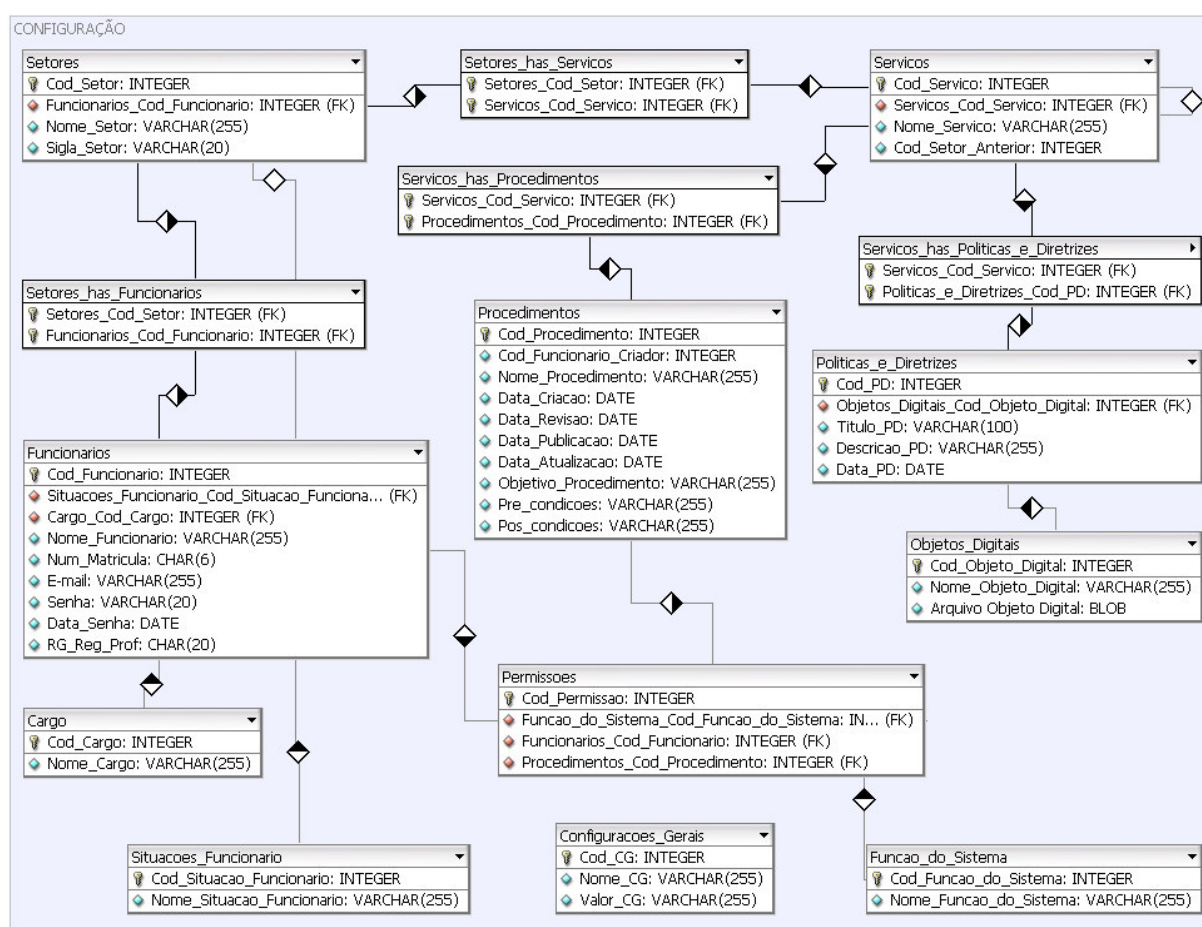 CONFIGURAÇÃO
Setores
Cod_Setor: INTEGER
Funcionarios_Cod_Funcionario: INTEGER (FK)
Nome_Setor: VARCHAR(255)
Sigla_Setor: VARCHAR(20)
Setores_has_Servicos
Setores_Cod_Setor: INTEGER (FK)
Servicos_Cod_Servico: INTEGER (FK)
Servicos
Cod_Servico: INTEGER
Servicos_Cod_Servico: INTEGER (FK)
Nome_Servico: VARCHAR(255)
Cod_Setor_Anterior: INTEGER
Servicos_has_Procedimentos
Servicos_Cod_Servico: INTEGER (FK)
Procedimentos_Cod_Procedimento: INTEGER (FK)
Servicos_has_Politicas_e_Diretrizes
Servicos_Cod_Servico: INTEGER (FK)
Politicas_e_Diretrizes_Cod_PD: INTEGER (FK)
Setores_has_Funcionarios
Setores_Cod_Setor: INTEGER (FK)
Funcionarios_Cod_Funcionario: INTEGER (FK)
Procedimentos
Cod_Procedimento: INTEGER
Cod_Funcionario_Criador: INTEGER
Nome_Procedimento: VARCHAR(255)
Data_Criacao: DATE
Data_Revisao: DATE
Data_Publicacao: DATE
Data_Atualizacao: DATE
Objetivo_Procedimento: VARCHAR(255)
Pre_condicoes: VARCHAR(255)
Pos_condicoes: VARCHAR(255)
Politicas_e_Diretrizes
Cod_PD: INTEGER
Objetos_Digitais_Cod_Objeto_Digital: INTEGER (FK)
Titulo_PD: VARCHAR(100)
Descricao_PD: VARCHAR(255)
Data_PD: DATE
Funcionarios
Cod_Funcionario: INTEGER
Situacoes_Funcionario_Cod_Situacao_Funciona... (FK)
Cargo_Cod_Cargo: INTEGER (FK)
Nome_Funcionario: VARCHAR(255)
Num_Matricula: CHAR(6)
E-mail: VARCHAR(255)
Senha: VARCHAR(20)
Data_Senha: DATE
RG_Reg_Prof: CHAR(20)
Objetos_Digitais
Cod_Objeto_Digital: INTEGER
Nome_Objeto_Digital: VARCHAR(255)
Arquivo Objeto Digital: BLOB
Permissoes
Cod_Permissao: INTEGER
Funcao_do_Sistema_Cod_Funcao_do_Sistema: IN... (FK)
Funcionarios_Cod_Funcionario: INTEGER (FK)
Procedimentos_Cod_Procedimento: INTEGER (FK)
Cargo
Cod_Cargo: INTEGER
Nome_Cargo: VARCHAR(255)
Situacoes_Funcionario
Cod_Situacao_Funcionario: INTEGER
Nome_Situacao_Funcionario: VARCHAR(255)
Configuracoes_Gerais
Cod_CG: INTEGER
Nome_CG: VARCHAR(255)
Valor_CG: VARCHAR(255)
Funcao_do_Sistema
Cod_Funcao_do_Sistema: INTEGER
Nome_Funcao_do_Sistema: VARCHAR(255)